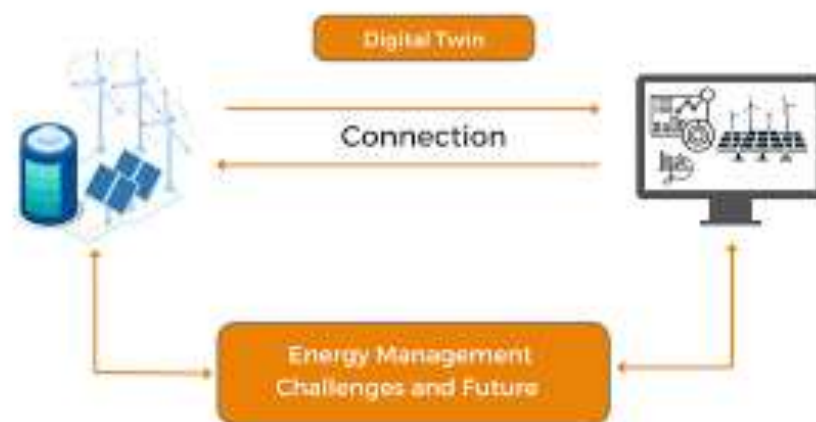 Digital Twin
Connection
Energy Management
Challenges and Future